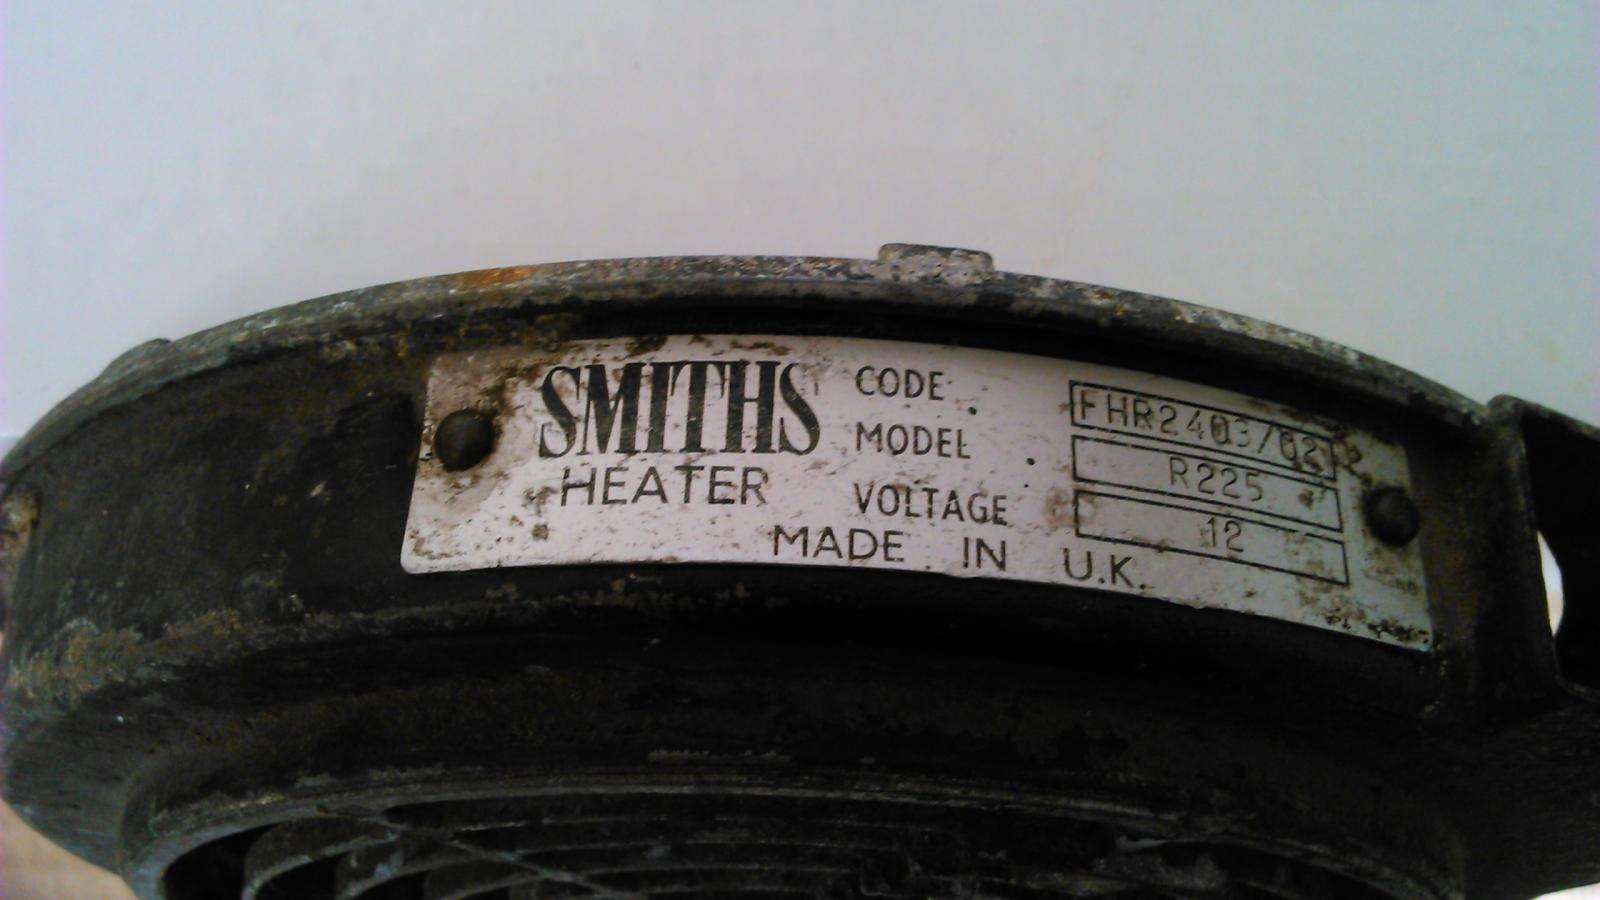 SMITHS
HEATER
CODE FHR2403/02
MODEL R225
VOLTAGE 12
MADE IN U.K.